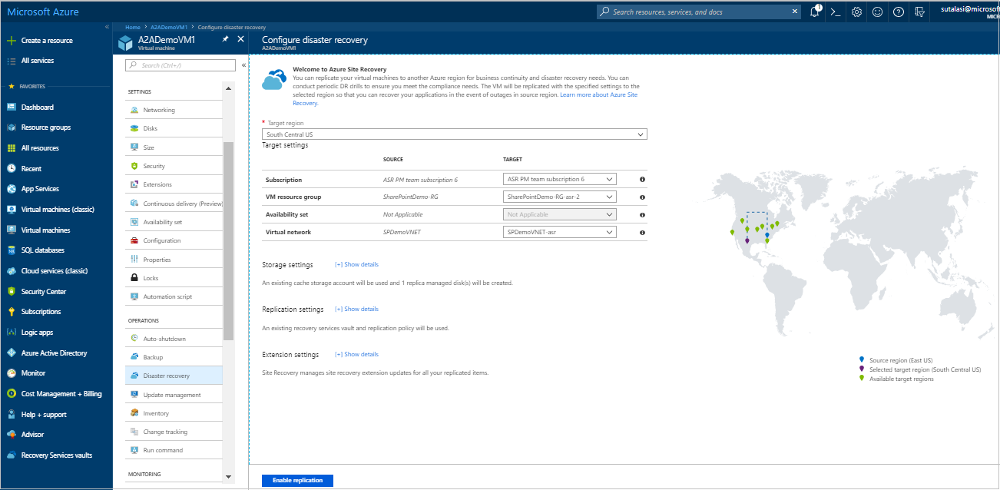 Microsoft Azure
Search resources, services, and docs
1
sutalasi@microsoft
MICR
Create a resource
All services
FAVORITES
Dashboard
Resource groups
All resources
Recent
App Services
Virtual machines (classic)
Virtual machines
SQL databases
Cloud services (classic)
Security Center
Subscriptions
Logic apps
Azure Active Directory
Monitor
Cost Management + Billing
Help + support
Advisor
Recovery Services vaults
Home > A2ADemoVM1 > Configure disaster recovery
A2ADemoVM1
Virtual machine
Search (Ctrl+/)
SETTINGS
Networking
Disks
Size
Security
Extensions
Continuous delivery (Preview)
Availability set
Configuration
Properties
Locks
Automation script
OPERATIONS
Auto-shutdown
Backup
Disaster recovery
Update management
Inventory
Change tracking
Run command
MONITORING
Configure disaster recovery
A2ADemoVM1
Welcome to Azure Site Recovery
You can replicate your virtual machines to another Azure region for business continuity and disaster recovery needs. You can
conduct periodic DR drills to ensure you meet the compliance needs. The VM will be replicated with the specified settings to the
selected region so that you can recover your applications in the event of outages in source region. Learn more about Azure Site
Recovery.
* Target region
South Central US
Target settings
SOURCE TARGET
Subscription ASR PM team subscription 6 ASR PM team subscription 6
VM resource group SharePointDemo-RG SharePointDemo-RG-asr-2
Availability set Not Applicable Not Applicable
Virtual network SPDemoVNET SPDemoVNET-asr
Storage settings [+] Show details
An existing cache storage account will be used and 1 replica managed disk(s) will be created.
Replication settings [+] Show details
An existing recovery services vault and replication policy will be used.
Extension settings [+] Show details
Site Recovery manages site recovery extension updates for all your replicated items.
Source region (East US)
Selected target region (South Central US)
Available target regions
Enable replication